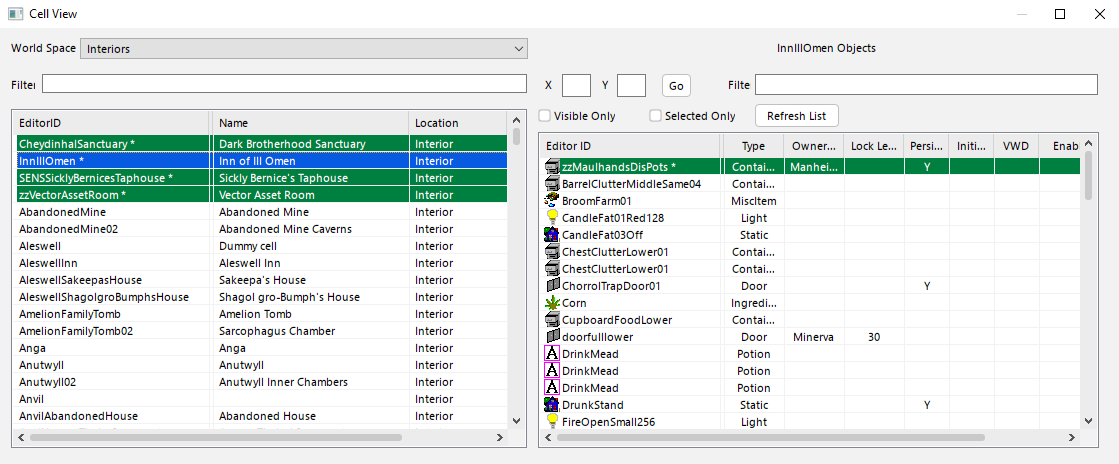 Cell View
World Space Interiors InnIllOmen Objects
Filter X Y Go Filte
Visible Only Selected Only Refresh List
EditorID Name Location
CheydinhalSanctuary * Dark Brotherhood Sanctuary Interior
InnIllOmen * Inn of Ill Omen Interior
SENSSicklyBernicesTaphouse * Sickly Bernice's Taphouse Interior
zzVectorAssetRoom * Vector Asset Room Interior
AbandonedMine Abandoned Mine Interior
AbandonedMine02 Abandoned Mine Caverns Interior
Aleswell Dummy cell Interior
AleswellInn Aleswell Inn Interior
AleswellSakeepasHouse Sakeepa's House Interior
AleswellShagolgroBumphsHouse Shagol gro-Bumph's House Interior
AmelionFamilyTomb Amelion Tomb Interior
AmelionFamilyTomb02 Sarcophagus Chamber Interior
Anga Anga Interior
Anutwyll Anutwyll Interior
Anutwyll02 Anutwyll Inner Chambers Interior
Anvil Interior
AnvilAbandonedHouse Abandoned House Interior
Editor ID Type Owner... Lock Le... Persi... Initi... VWD Enab
zzMaulhandsDisPots * Contai... Manhei... Y
BarrelClutterMiddleSame04 Contai...
BroomFarm01 MiscItem
CandleFat01Red128 Light
CandleFat03Off Static
ChestClutterLower01 Contai...
ChestClutterLower01 Contai...
ChorrolTrapDoor01 Door Y
Corn Ingredi...
CupboardFoodLower Contai...
doorfulllower Door Minerva 30
DrinkMead Potion
DrinkMead Potion
DrinkMead Potion
DrunkStand Static Y
FireOpenSmall256 Light